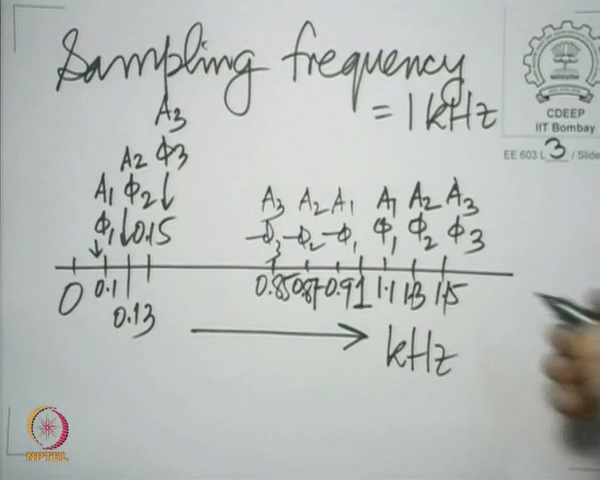 Sampling frequency
= 1 kHz
CDEEP
IIT Bombay
EE 603 L 3 / Slide
A3
A2 Φ3
A1 Φ2 ↓
Φ1 ↓ 0.15
↓
A3 A2 A1 A1 A2 A3
-Φ3 -Φ2 -Φ1 Φ1 Φ2 Φ3
0 0.1 0.85 0.87 0.9 1 1.1 1.13 1.15
0.13
kHz
NPTEL